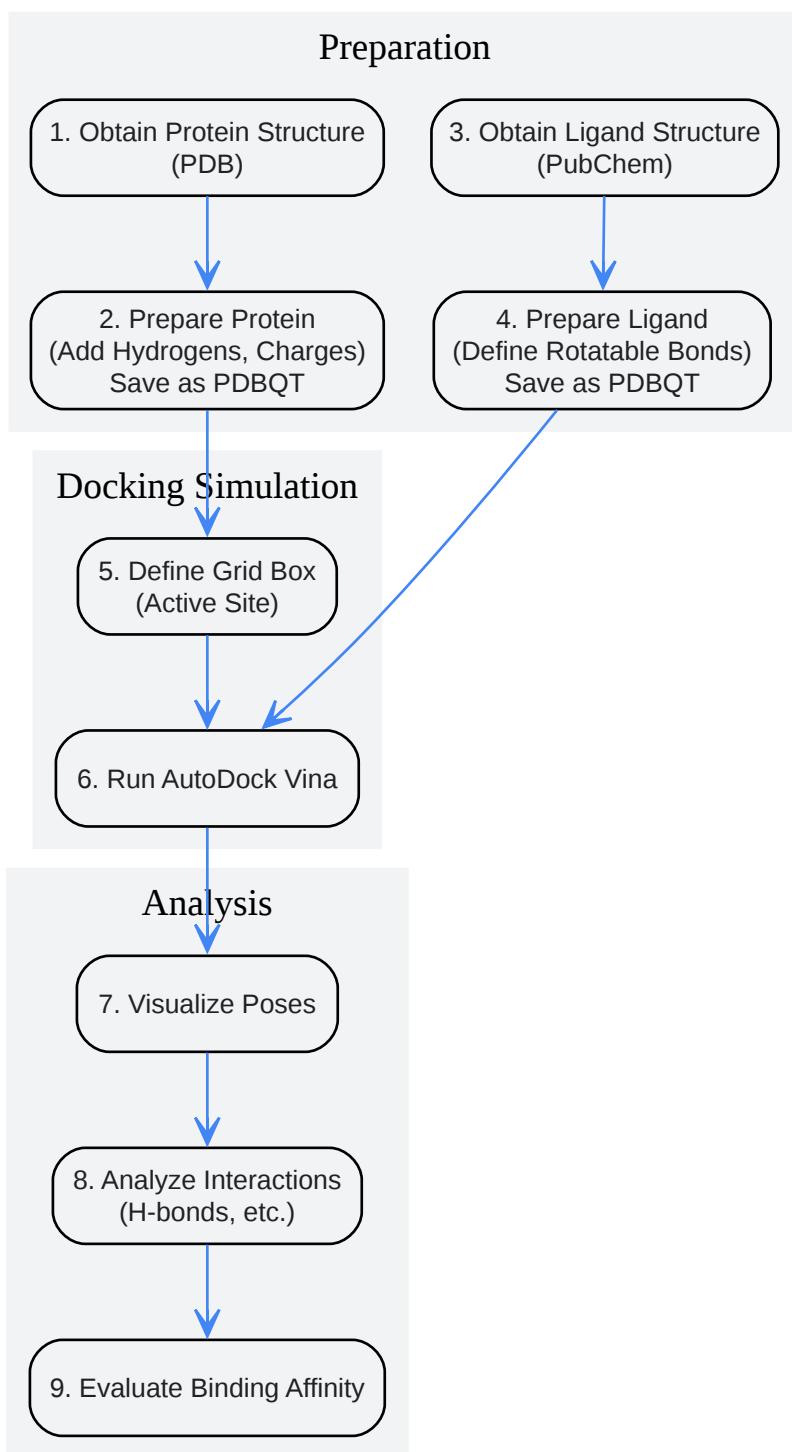 Preparation
1. Obtain Protein Structure
(PDB)
3. Obtain Ligand Structure
(PubChem)
2. Prepare Protein
(Add Hydrogens, Charges)
Save as PDBQT
4. Prepare Ligand
(Define Rotatable Bonds)
Save as PDBQT
Docking Simulation
5. Define Grid Box
(Active Site)
6. Run AutoDock Vina
Analysis
7. Visualize Poses
8. Analyze Interactions
(H-bonds, etc.)
9. Evaluate Binding Affinity